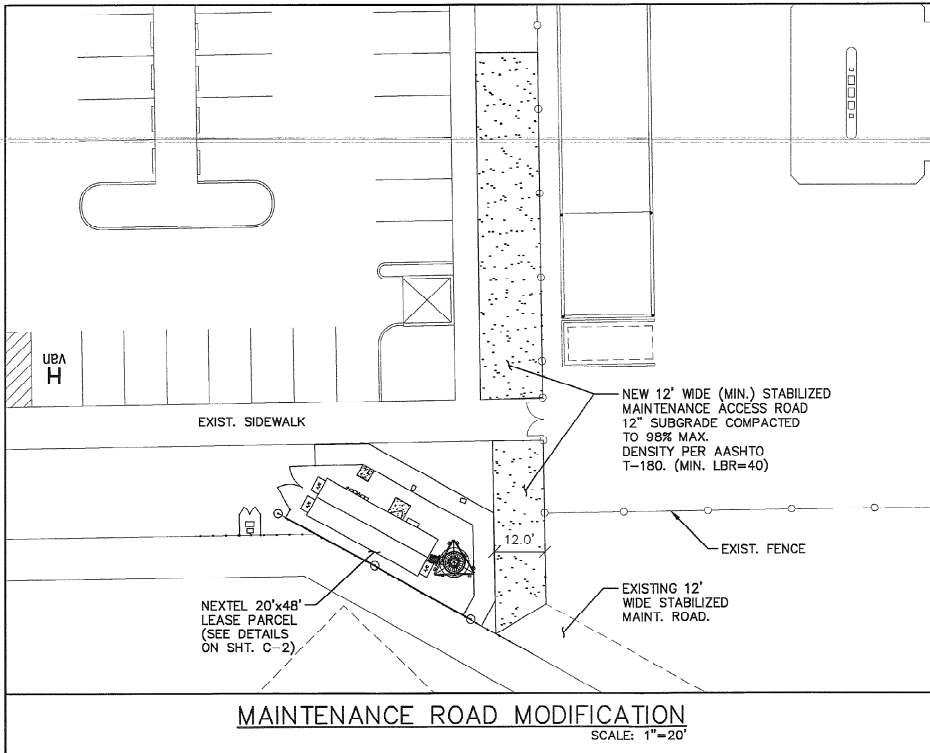 van
H
EXIST. SIDEWALK
NEW 12' WIDE (MIN.) STABILIZED
MAINTENANCE ACCESS ROAD
12" SUBGRADE COMPACTED
TO 98% MAX.
DENSITY PER AASHTO
T-180. (MIN. LBR=40)
12.0'
EXIST. FENCE
NEXTEL 20'x48'
LEASE PARCEL
(SEE DETAILS
ON SHT. C-2)
EXISTING 12'
WIDE STABILIZED
MAINT. ROAD.
MAINTENANCE ROAD MODIFICATION
SCALE: 1"=20'